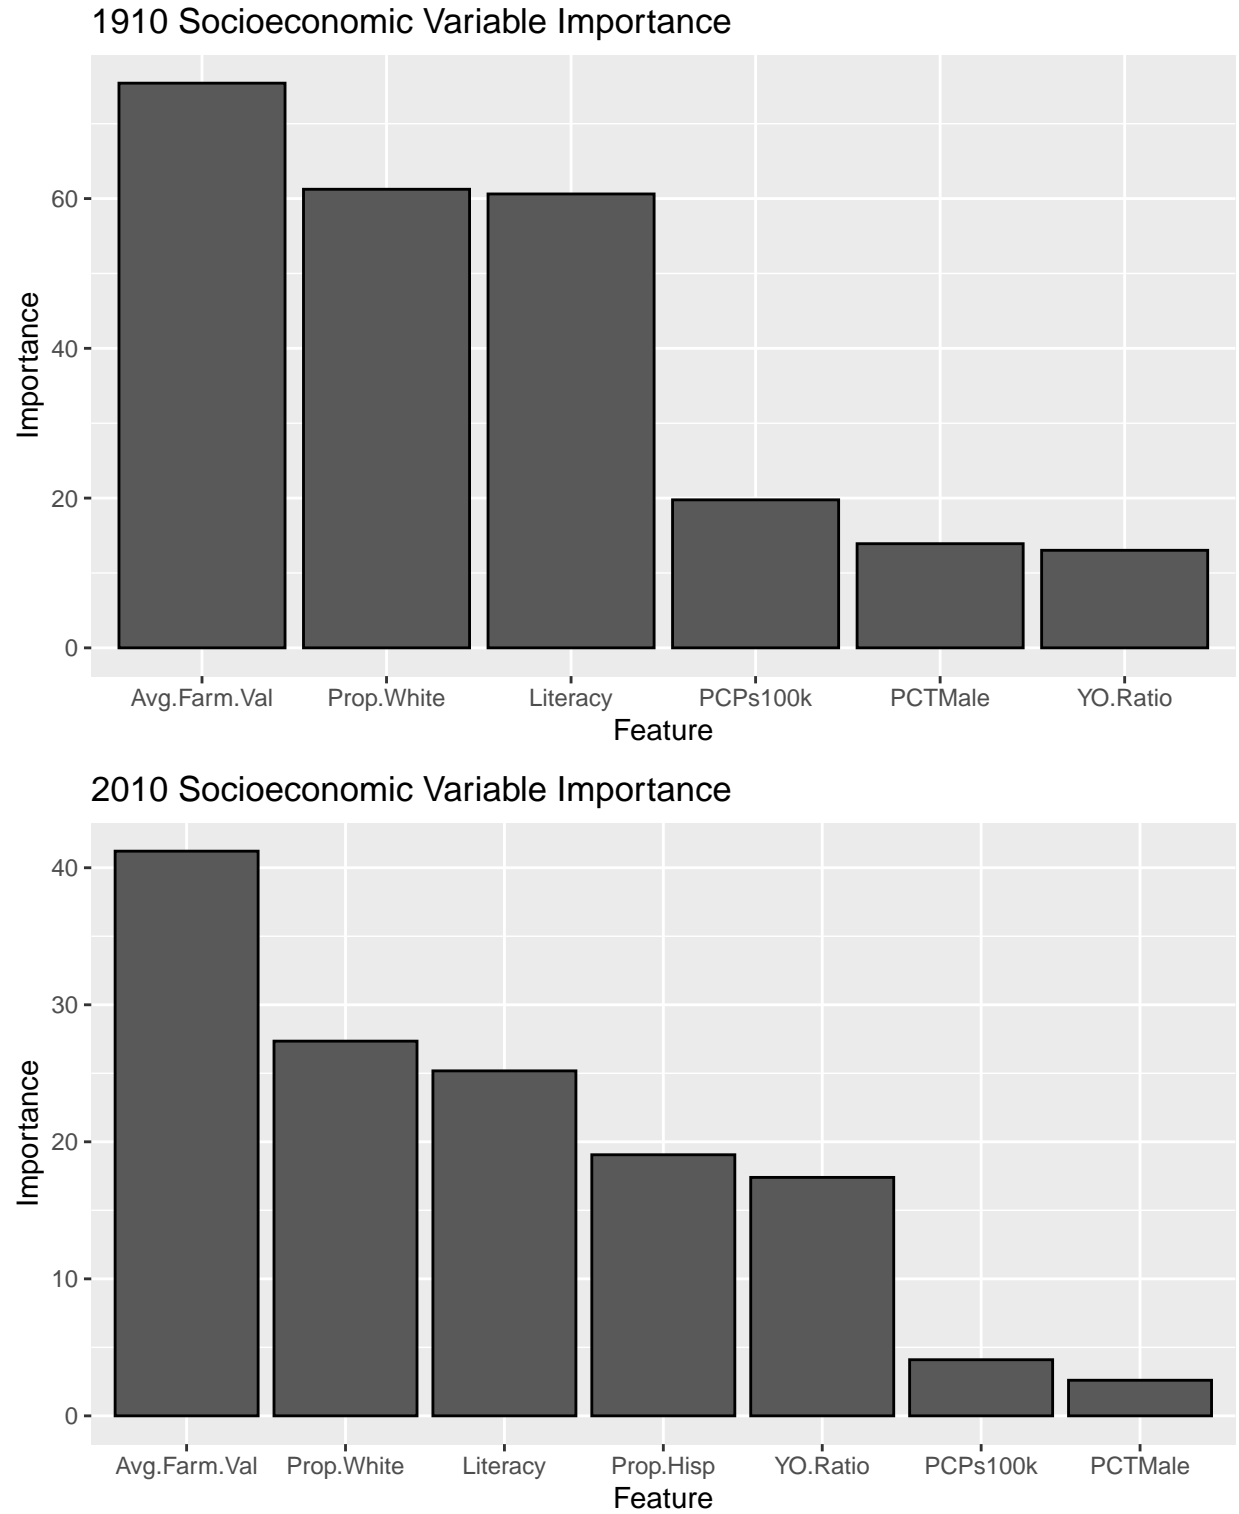 1910 Socioeconomic Variable Importance
Importance
60
40
20
0
Avg.Farm.Val Prop.White Literacy PCPs100k PCTMale YO.Ratio
Feature
2010 Socioeconomic Variable Importance
Importance
40
30
20
10
0
Avg.Farm.Val Prop.White Literacy Prop.Hisp YO.Ratio PCPs100k PCTMale
Feature